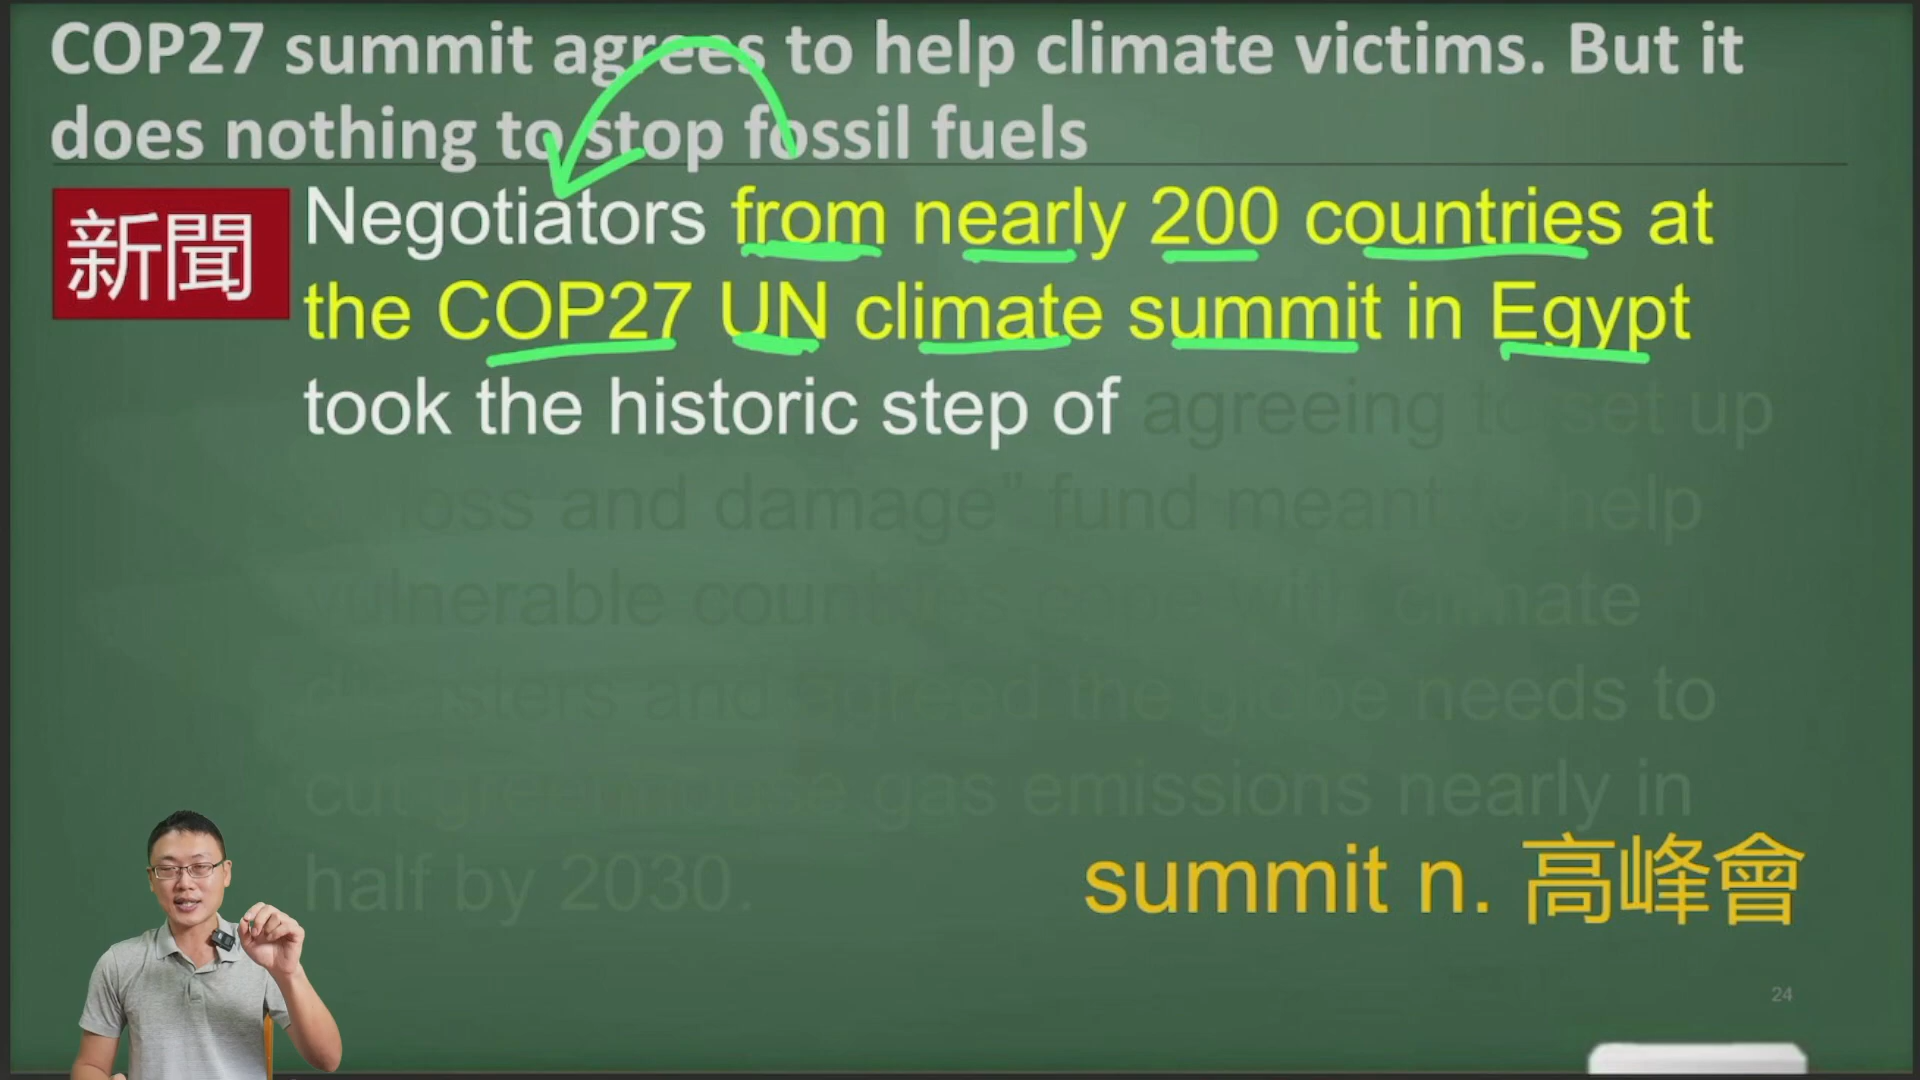 COP27 summit agrees to help climate victims. But it
does nothing to stop fossil fuels
新聞
Negotiators from nearly 200 countries at
the COP27 UN climate summit in Egypt
took the historic step of agreeing to set up
loss and damage” fund meant to help
vulnerable countries cope with climate
disasters and agreed the globe needs to
cut greenhouse gas emissions nearly in
half by 2030.
summit n. 高峰會
24